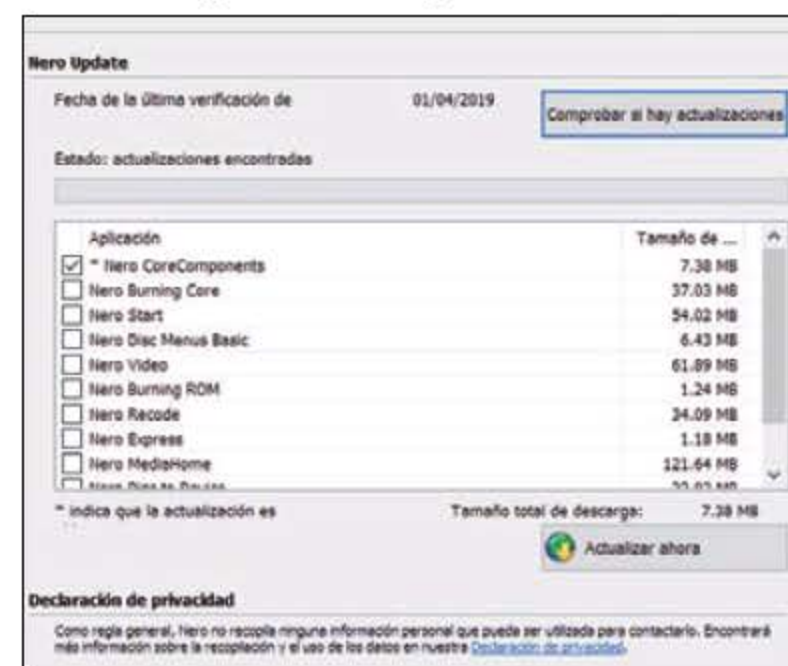 Nero Update
Fecha de la última verificación de 01/04/2019
Comprobar si hay actualizaciones
Estado: actualizaciones encontradas
Aplicación Tamaño de ...
* Nero CoreComponents 7.38 MB
Nero Burning Core 37.03 MB
Nero Start 54.02 MB
Nero Disc Menus Basic 6.43 MB
Nero Video 61.89 MB
Nero Burning ROM 1.24 MB
Nero Recode 34.09 MB
Nero Express 1.18 MB
Nero MediaHome 121.64 MB
* indica que la actualización es Tamaño total de descarga: 7.38 MB
Actualizar ahora
Declaración de privacidad
Como regla general, Nero no recopila ninguna información personal que pueda ser utilizada para contactarlo. Encontrará
más información sobre la recopilación y el uso de los datos en nuestra Declaración de privacidad.